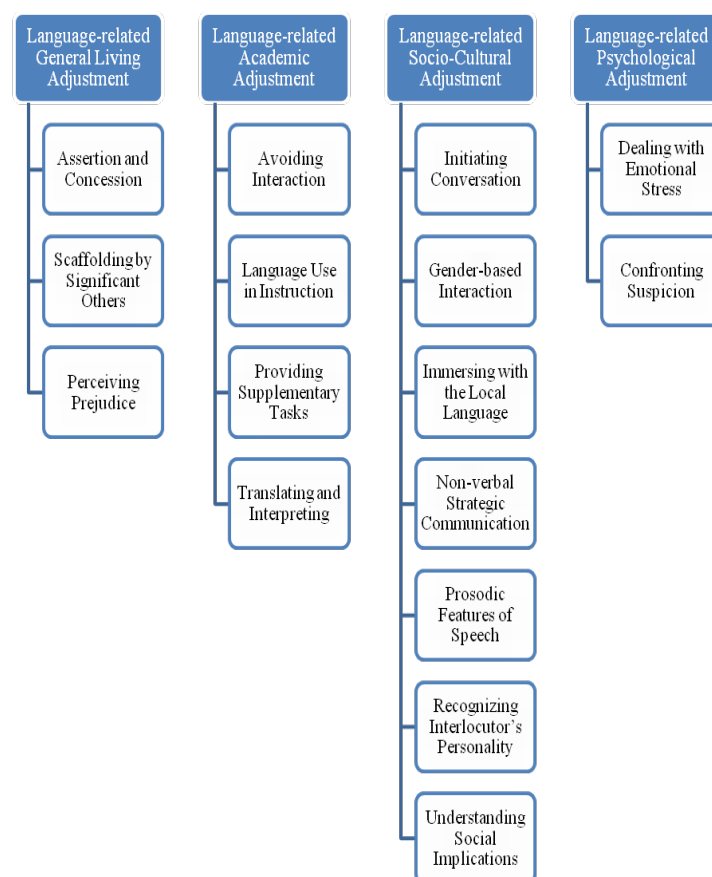 Language-related
General Living
Adjustment
Assertion and
Concession
Scaffolding by
Significant
Others
Perceiving
Prejudice
Language-related
Academic
Adjustment
Avoiding
Interaction
Language Use
in Instruction
Providing
Supplementary
Tasks
Translating and
Interpreting
Language-related
Socio-Cultural
Adjustment
Initiating
Conversation
Gender-based
Interaction
Immersing with
the Local
Language
Non-verbal
Strategic
Communication
Prosodic
Features of
Speech
Recognizing
Interlocutor's
Personality
Understanding
Social
Implications
Language-related
Psychological
Adjustment
Dealing with
Emotional
Stress
Confronting
Suspicion